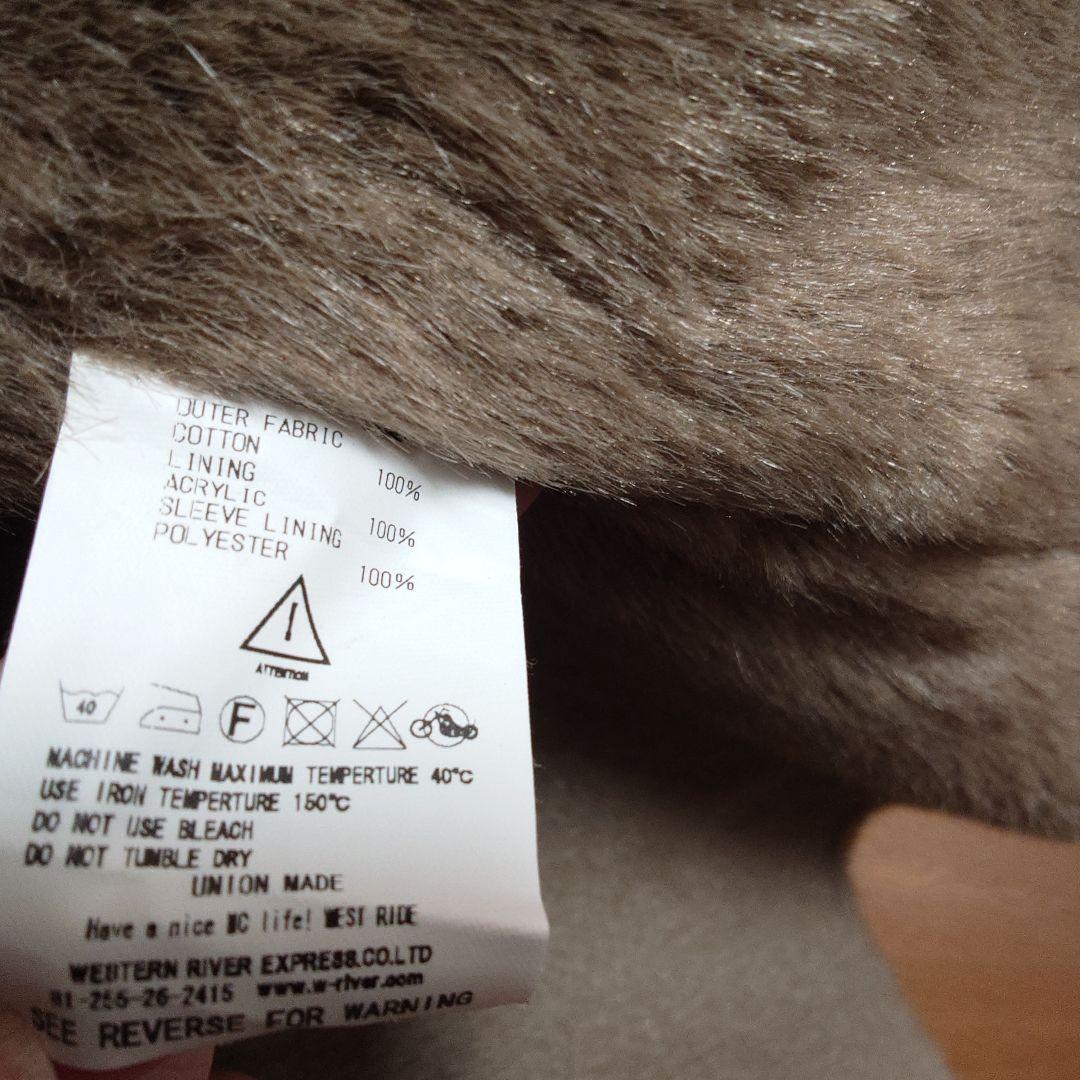 OUTER FABRIC
COTTON 100%
LINING
ACRYLIC 100%
SLEEVE LINING
POLYESTER 100%
Attention
40
F
MACHINE WASH MAXIMUM TEMPERTURE 40℃
USE IRON TEMPERTURE 150℃
DO NOT USE BLEACH
DO NOT TUMBLE DRY
UNION MADE
Have a nice MC life! WEST RIDE
WESTERN RIVER EXPRESS.CO.LTD
81-255-26-2415 www.w-river.com
SEE REVERSE FOR WARNING